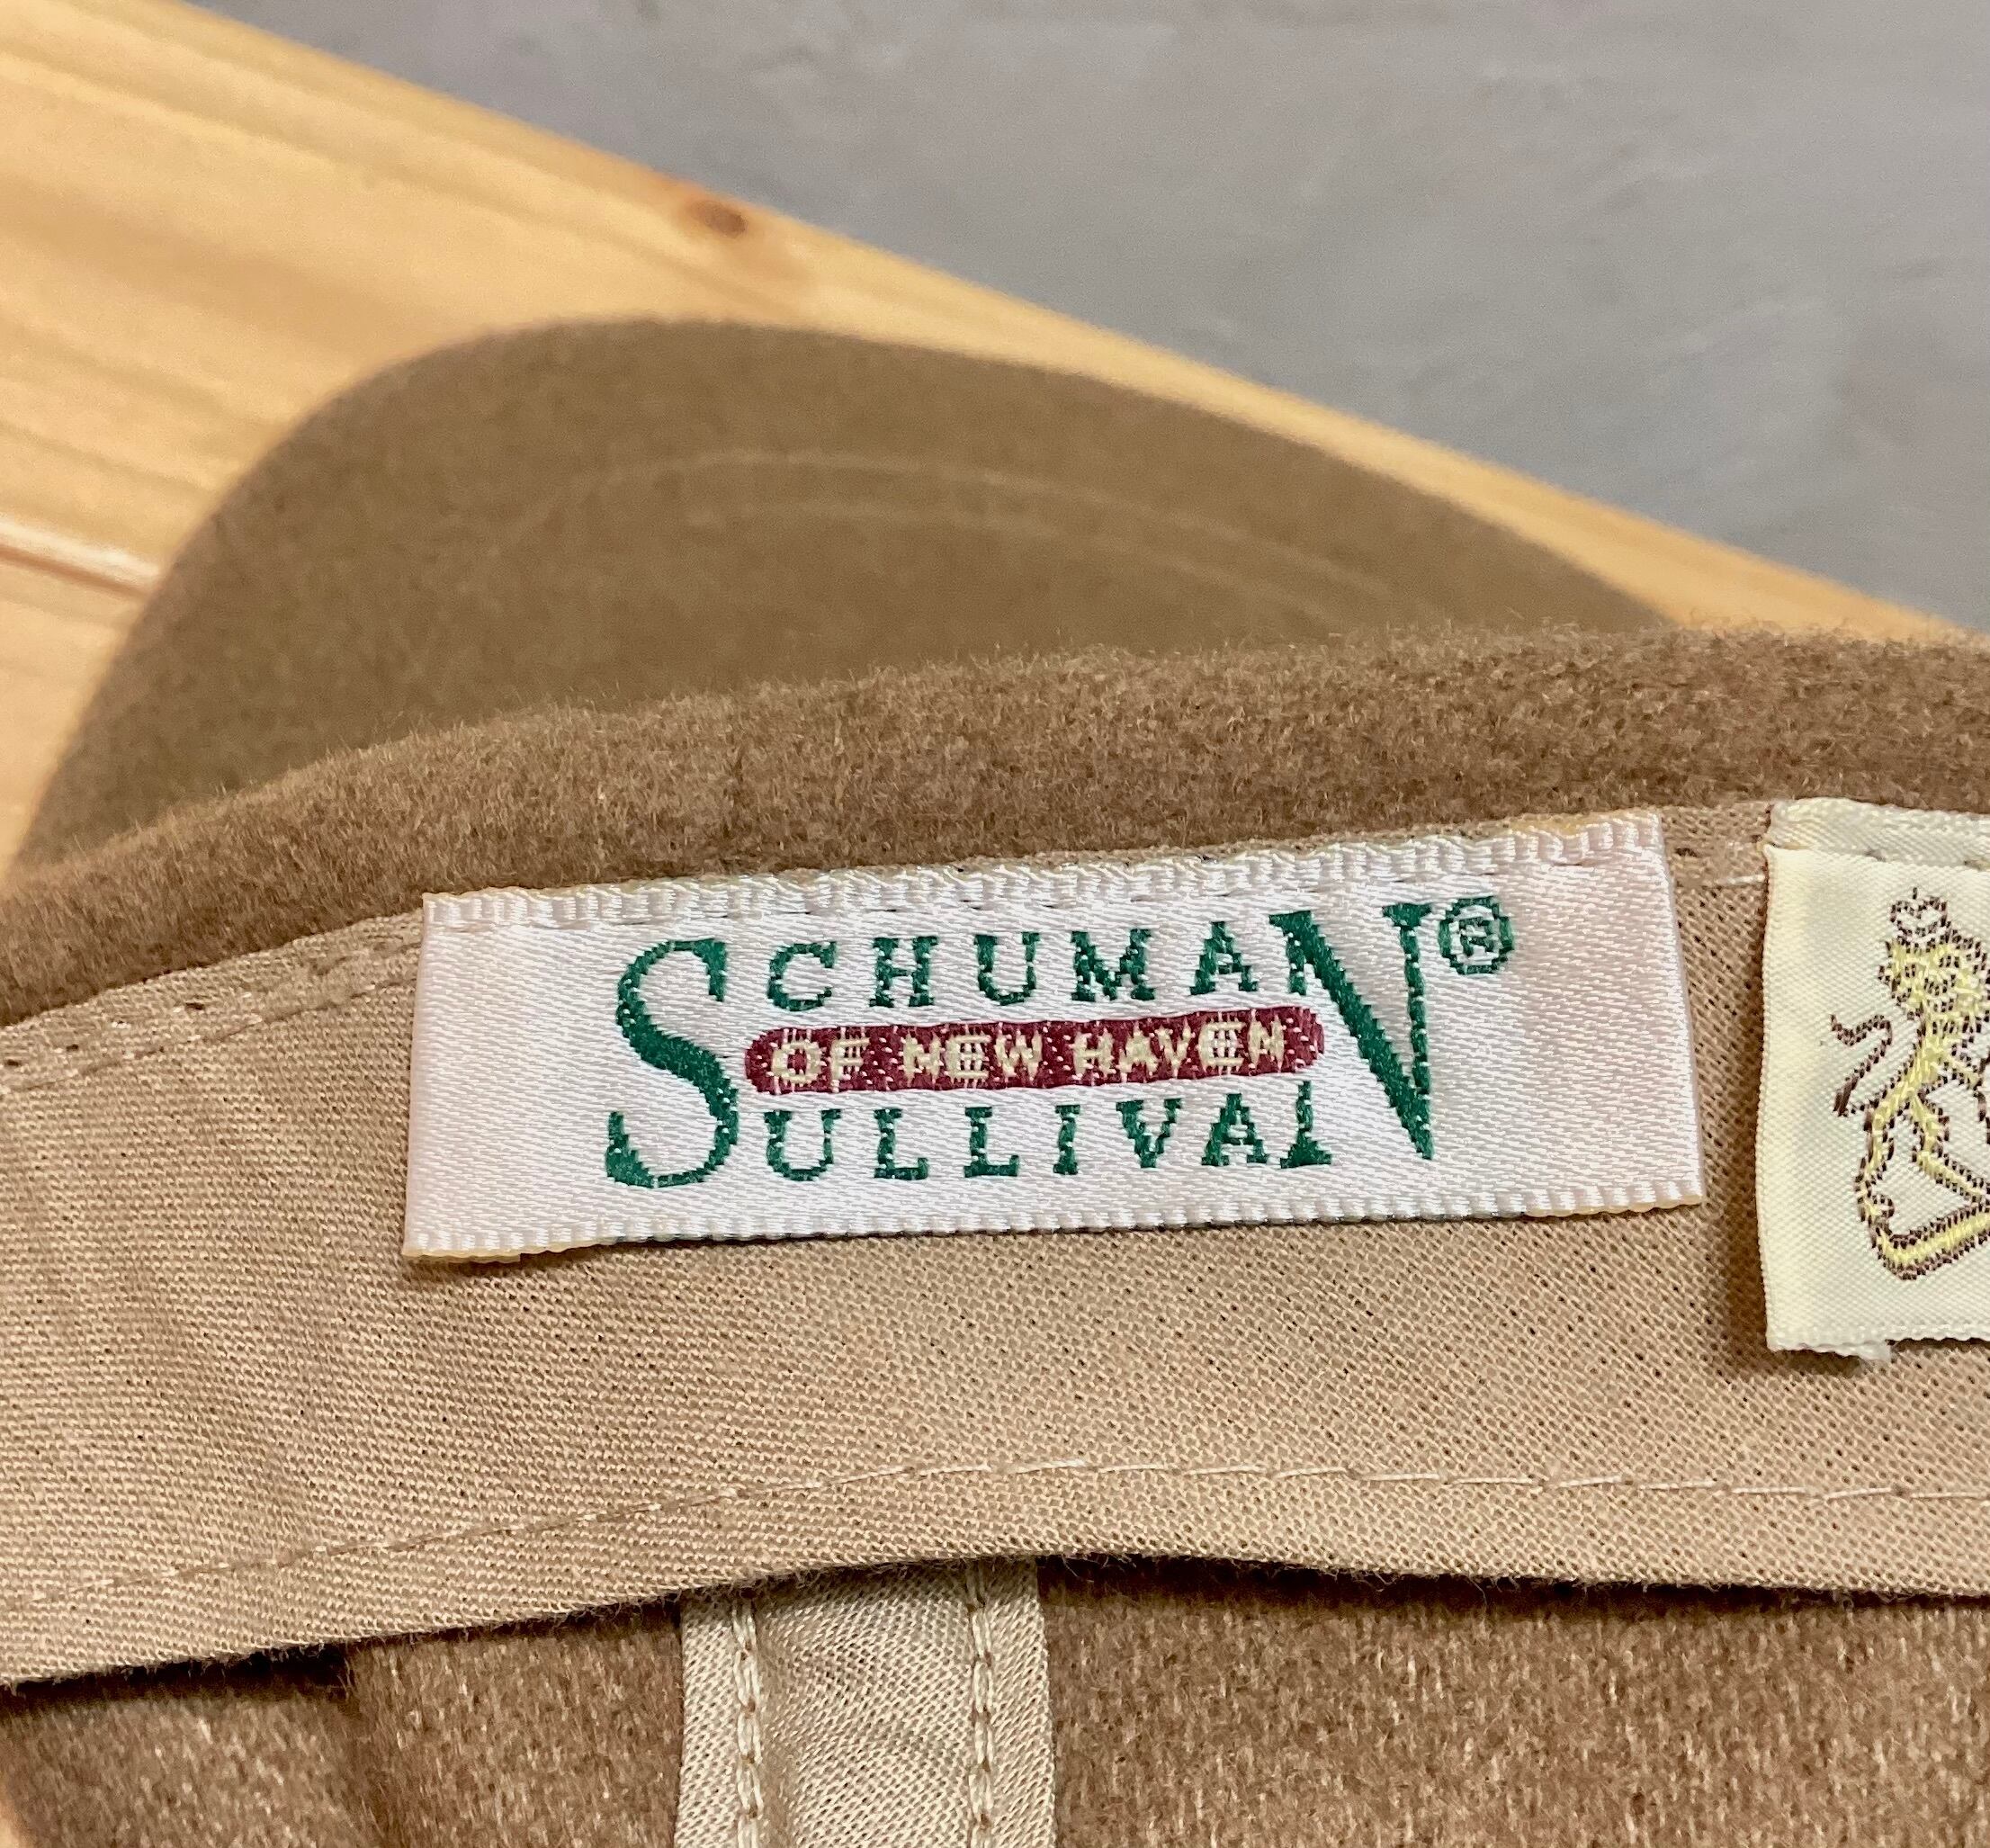 SCHUMAN®
OF NEW HAVEN
SULLIVAN